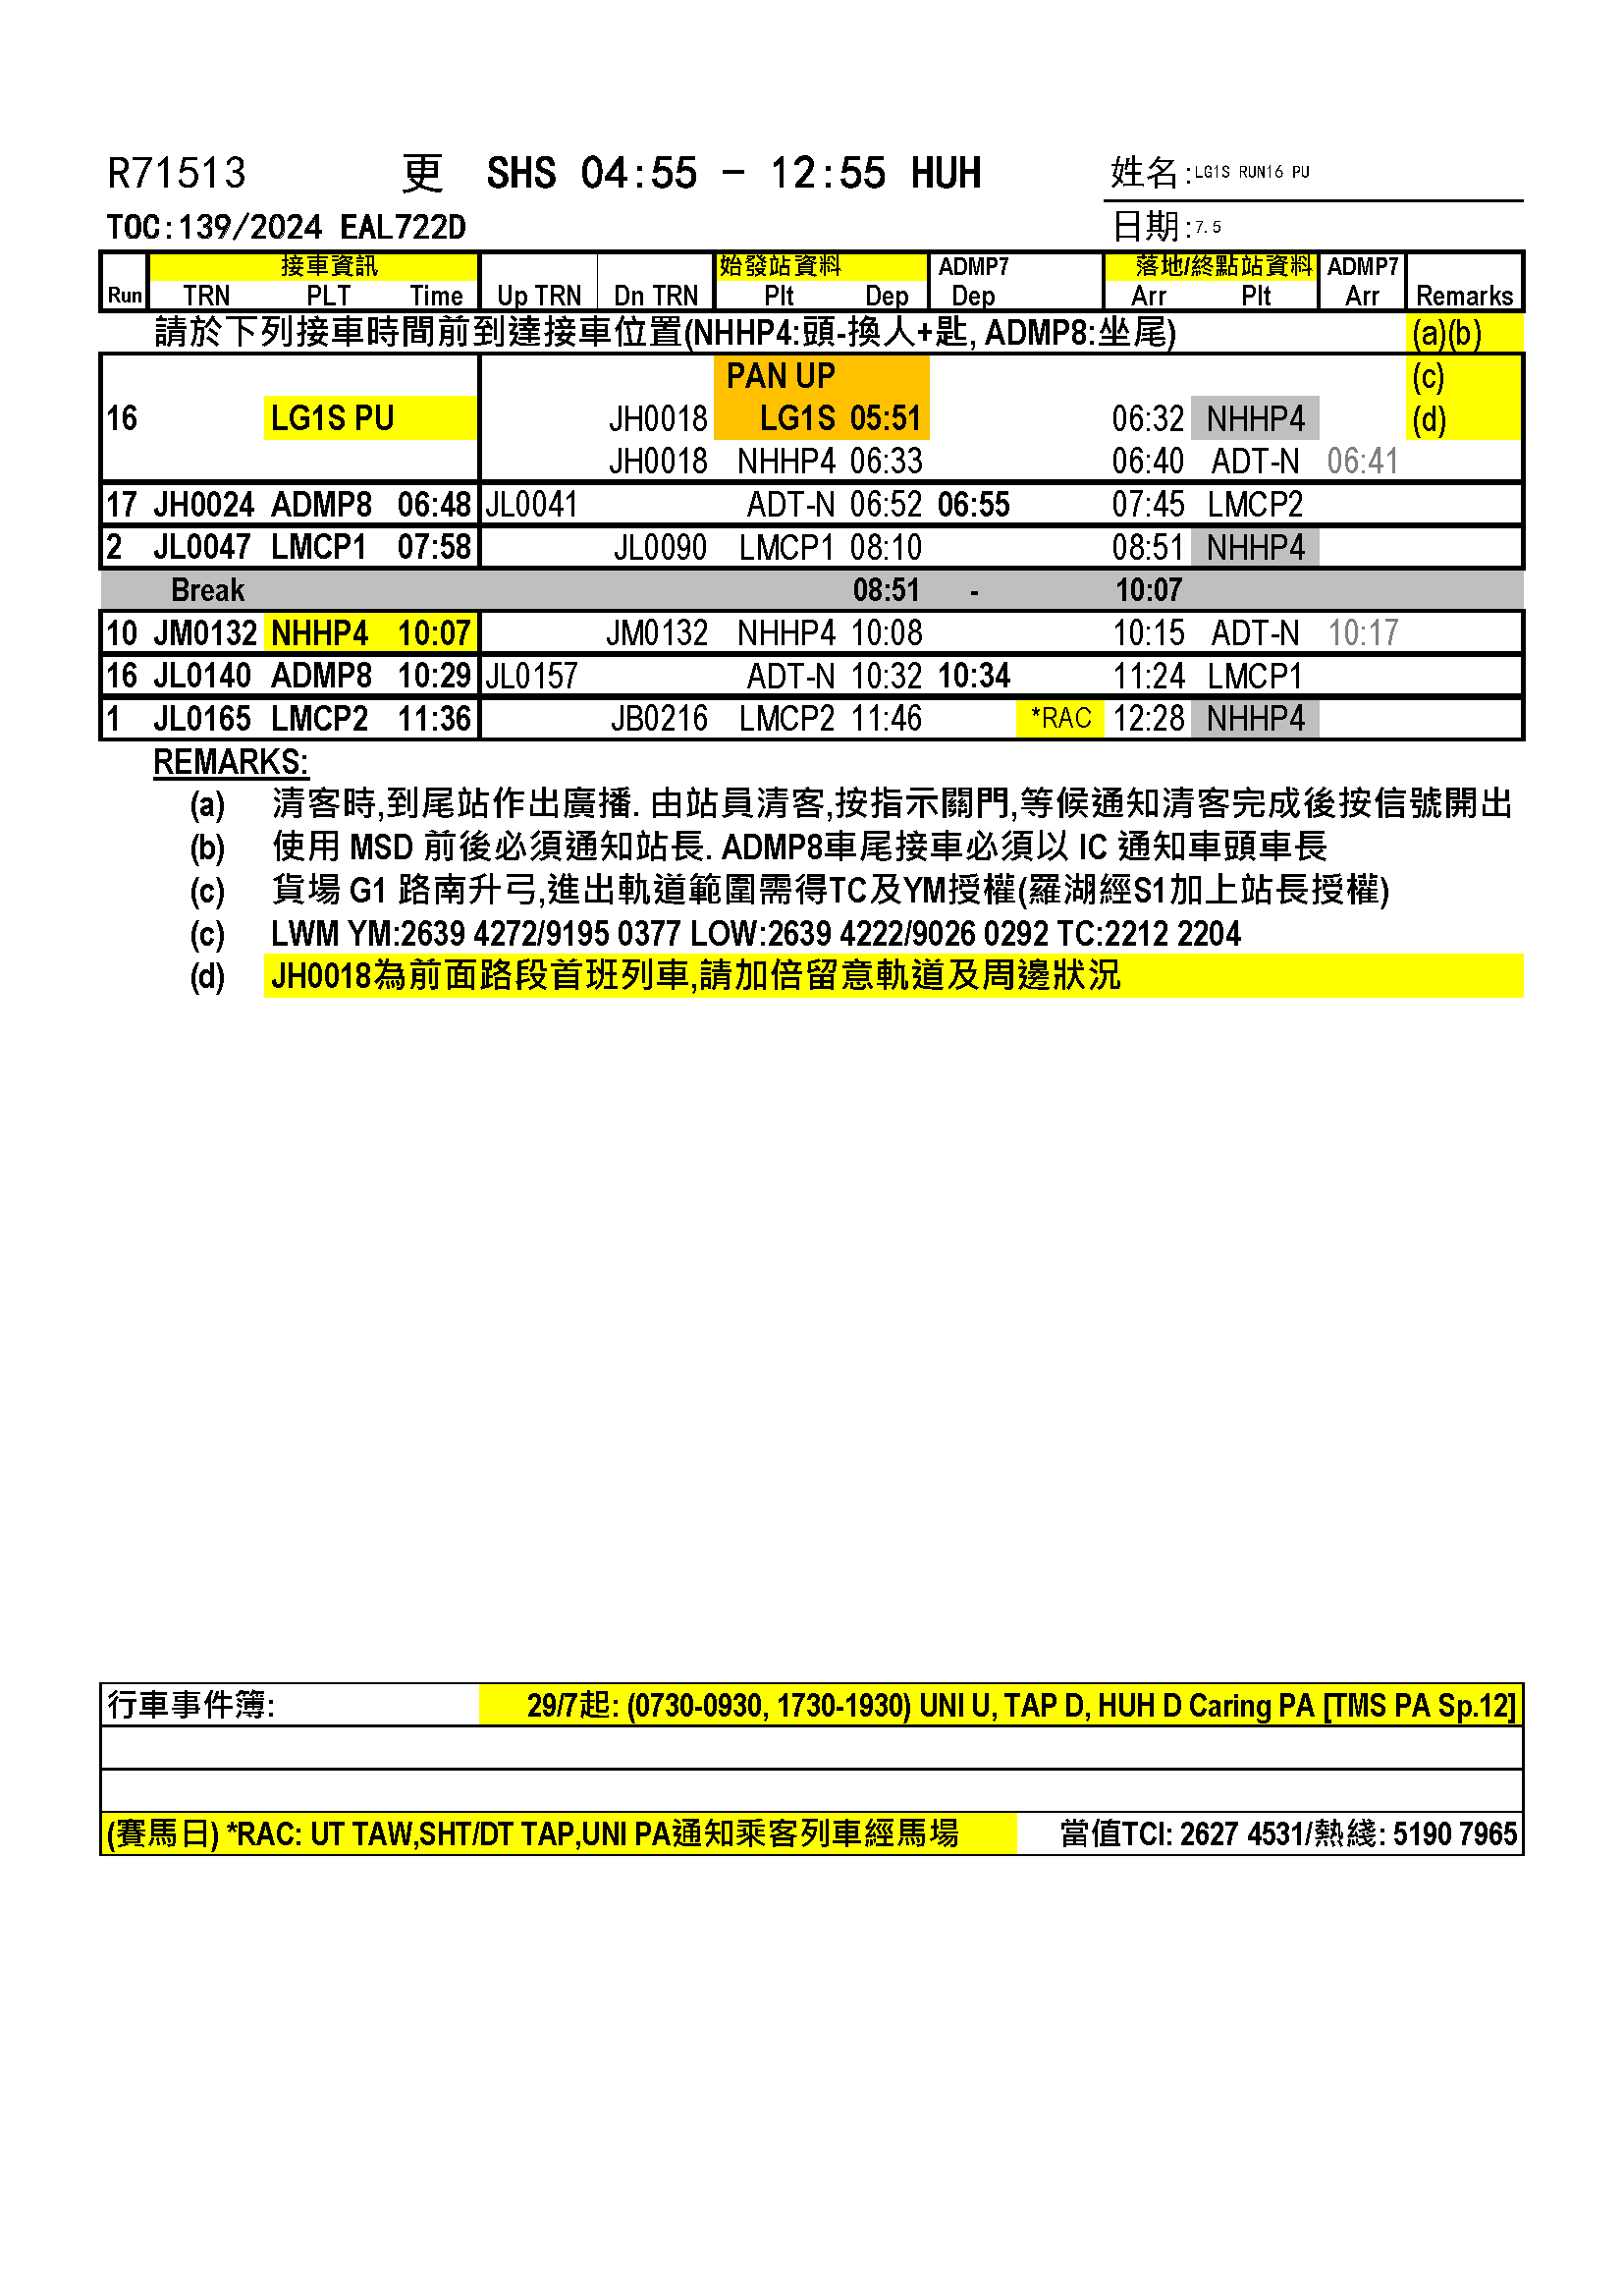 R71513 更 SHS 04:55 - 12:55 HUH 姓名:LG1S RUN16 PU
TOC:139/2024 EAL722D 日期:7.5
接車資訊 始發站資料 ADMP7 落地/終點站資料 ADMP7
Run TRN PLT Time Up TRN Dn TRN Plt Dep Dep Arr Plt Arr Remarks
請於下列接車時間前到達接車位置(NHHP4:頭-換人+匙, ADMP8:坐尾) (a)(b)
PAN UP (c)
16 LG1S PU JH0018 LG1S 05:51 06:32 NHHP4 (d)
JH0018 NHHP4 06:33 06:40 ADT-N 06:41
17 JH0024 ADMP8 06:48 JL0041 ADT-N 06:52 06:55 07:45 LMCP2
2 JL0047 LMCP1 07:58 JL0090 LMCP1 08:10 08:51 NHHP4
Break 08:51 - 10:07
10 JM0132 NHHP4 10:07 JM0132 NHHP4 10:08 10:15 ADT-N 10:17
16 JL0140 ADMP8 10:29 JL0157 ADT-N 10:32 10:34 11:24 LMCP1
1 JL0165 LMCP2 11:36 JB0216 LMCP2 11:46 *RAC 12:28 NHHP4
REMARKS:
(a) 清客時,到尾站作出廣播. 由站員清客,按指示關門,等候通知清客完成後按信號開出
(b) 使用 MSD 前後必須通知站長. ADMP8車尾接車必須以 IC 通知車頭車長
(c) 貨場 G1 路南升弓,進出軌道範圍需得TC及YM授權(羅湖經S1加上站長授權)
(c) LWM YM:2639 4272/9195 0377 LOW:2639 4222/9026 0292 TC:2212 2204
(d) JH0018為前面路段首班列車,請加倍留意軌道及周邊狀況
行車事件簿: 29/7起: (0730-0930, 1730-1930) UNI U, TAP D, HUH D Caring PA [TMS PA Sp.12]
(賽馬日) *RAC: UT TAW,SHT/DT TAP,UNI PA通知乘客列車經馬場 當值TCI: 2627 4531/熱綫: 5190 7965